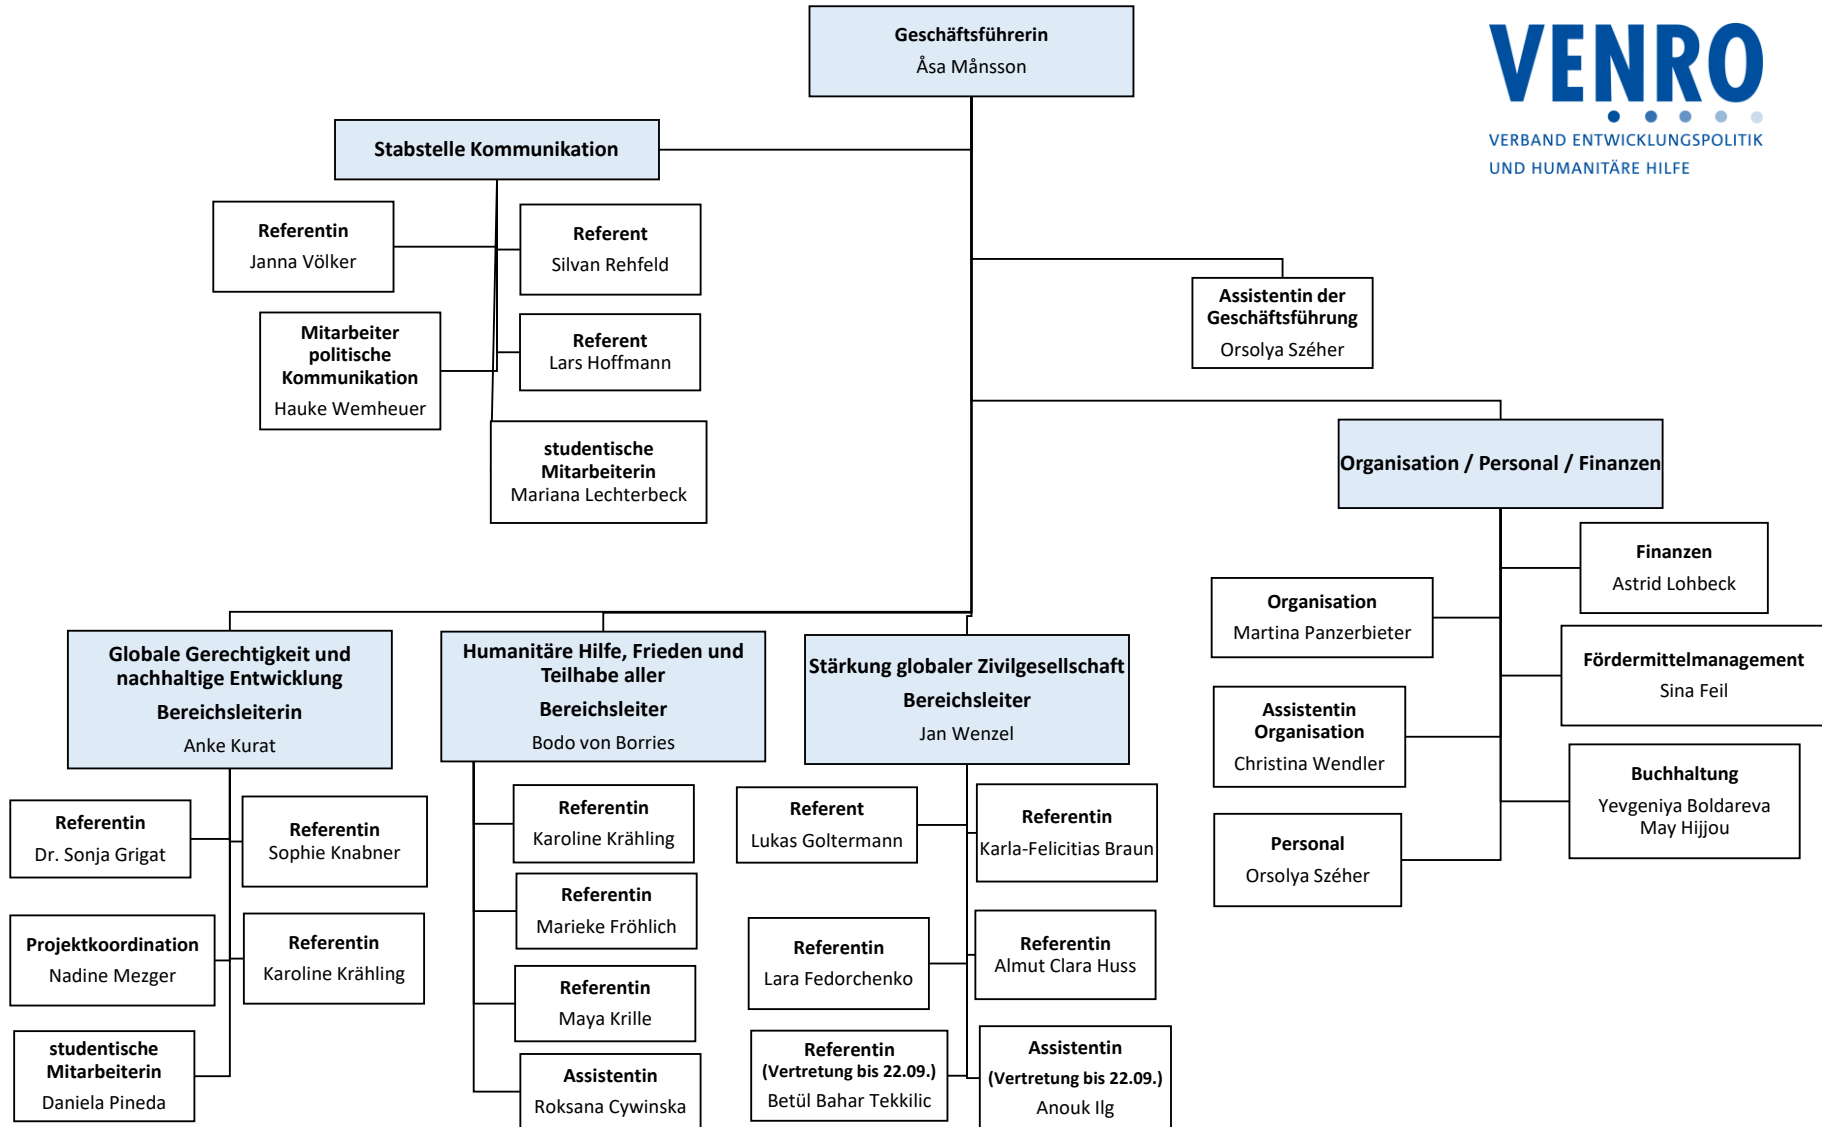 Geschäftsführerin
Åsa Månsson
VENRO
VERBAND ENTWICKLUNGSPOLITIK
UND HUMANITÄRE HILFE
Stabstelle Kommunikation
Referentin
Janna Völker
Referent
Silvan Rehfeld
Mitarbeiter
politische
Kommunikation
Hauke Wemheuer
Referent
Lars Hoffmann
studentische
Mitarbeiterin
Mariana Lechterbeck
Assistentin der
Geschäftsführung
Orsolya Széher
Organisation / Personal / Finanzen
Finanzen
Astrid Lohbeck
Organisation
Martina Panzerbieter
Fördermittelmanagement
Sina Feil
Assistentin
Organisation
Christina Wendler
Buchhaltung
Yevgeniya Boldareva
May Hijjou
Personal
Orsolya Széher
Globale Gerechtigkeit und
nachhaltige Entwicklung
Bereichsleiterin
Anke Kurat
Referentin
Dr. Sonja Grigat
Referentin
Sophie Knabner
Projektkoordination
Nadine Mezger
Referentin
Karoline Krähling
studentische
Mitarbeiterin
Daniela Pineda
Humanitäre Hilfe, Frieden und
Teilhabe aller
Bereichsleiter
Bodo von Borries
Referentin
Karoline Krähling
Referentin
Marieke Fröhlich
Referentin
Maya Krille
Assistentin
Roksana Cywinska
Stärkung globaler Zivilgesellschaft
Bereichsleiter
Jan Wenzel
Referent
Lukas Goltermann
Referentin
Karla-Felicitias Braun
Referentin
Lara Fedorchenko
Referentin
Almut Clara Huss
Referentin
(Vertretung bis 22.09.)
Betül Bahar Tekkilic
Assistentin
(Vertretung bis 22.09.)
Anouk Ilg